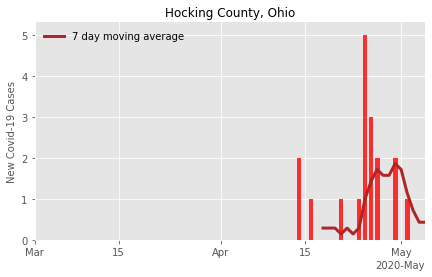 Hocking County, Ohio
7 day moving average
New Covid-19 Cases
5
4
3
2
1
0
Mar 15 Apr 15 May
2020-May